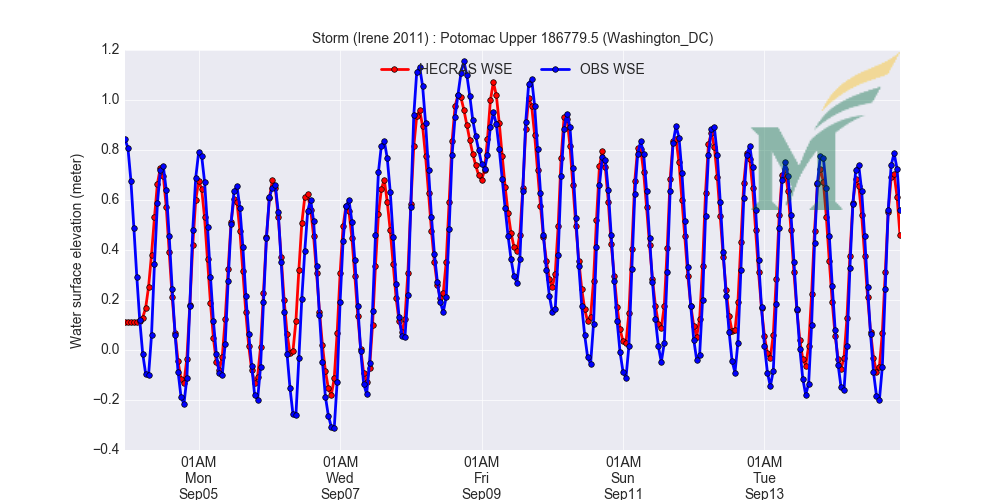 Storm (Irene 2011) : Potomac Upper 186779.5 (Washington_DC)
HECRAS WSE
OBS WSE
Water surface elevation (meter)
1.2
1.0
0.8
0.6
0.4
0.2
0.0
−0.2
−0.4
01AM
Mon
Sep05
01AM
Wed
Sep07
01AM
Fri
Sep09
01AM
Sun
Sep11
01AM
Tue
Sep13
M